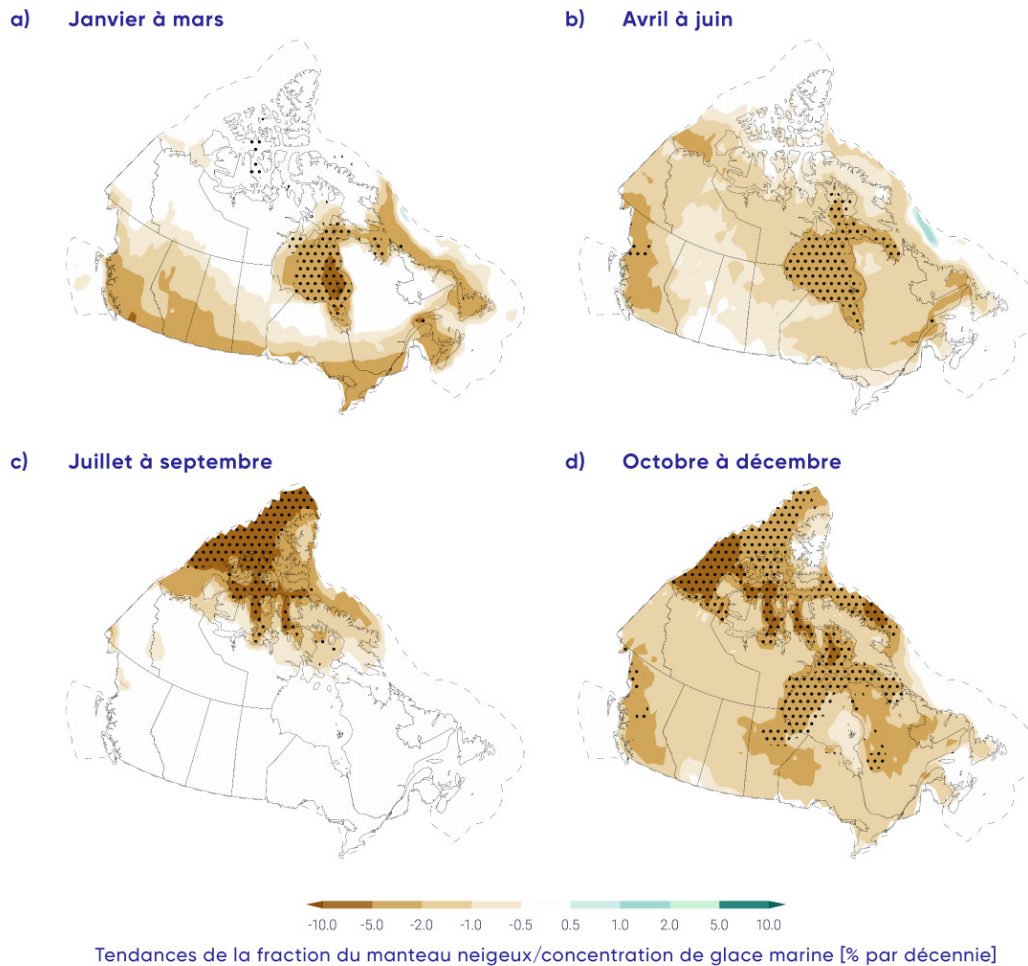 a) Janvier à mars
b) Avril à juin
c) Juillet à septembre
d) Octobre à décembre
-10.0 -5.0 -2.0 -1.0 -0.5 0.5 1.0 2.0 5.0 10.0
Tendances de la fraction du manteau neigeux/concentration de glace marine [% par décennie]